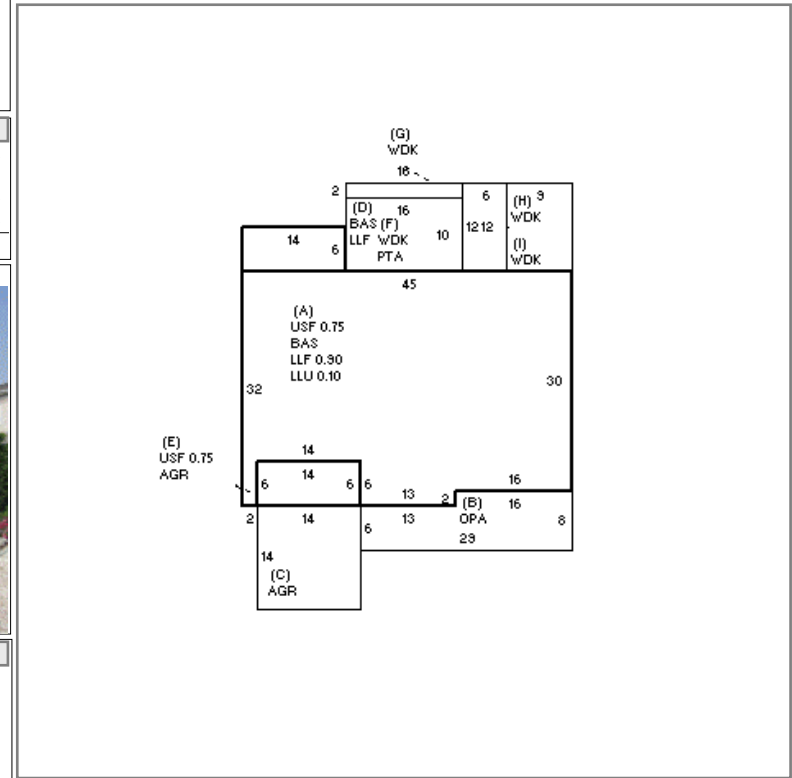 (G)
WDK
16
2
6
9
(D)
16
(H)
BAS (F)
WDK
LLF WDK
10
12 12
PTA
(I)
WDK
14
6
45
(A)
USF 0.75
BAS
LLF 0.90
LLU 0.10
32
30
(E)
USF 0.75
AGR
14
14
6
6
6
13
2
16
16
(B)
OPA
2
14
13
6
8
29
14
(C)
AGR